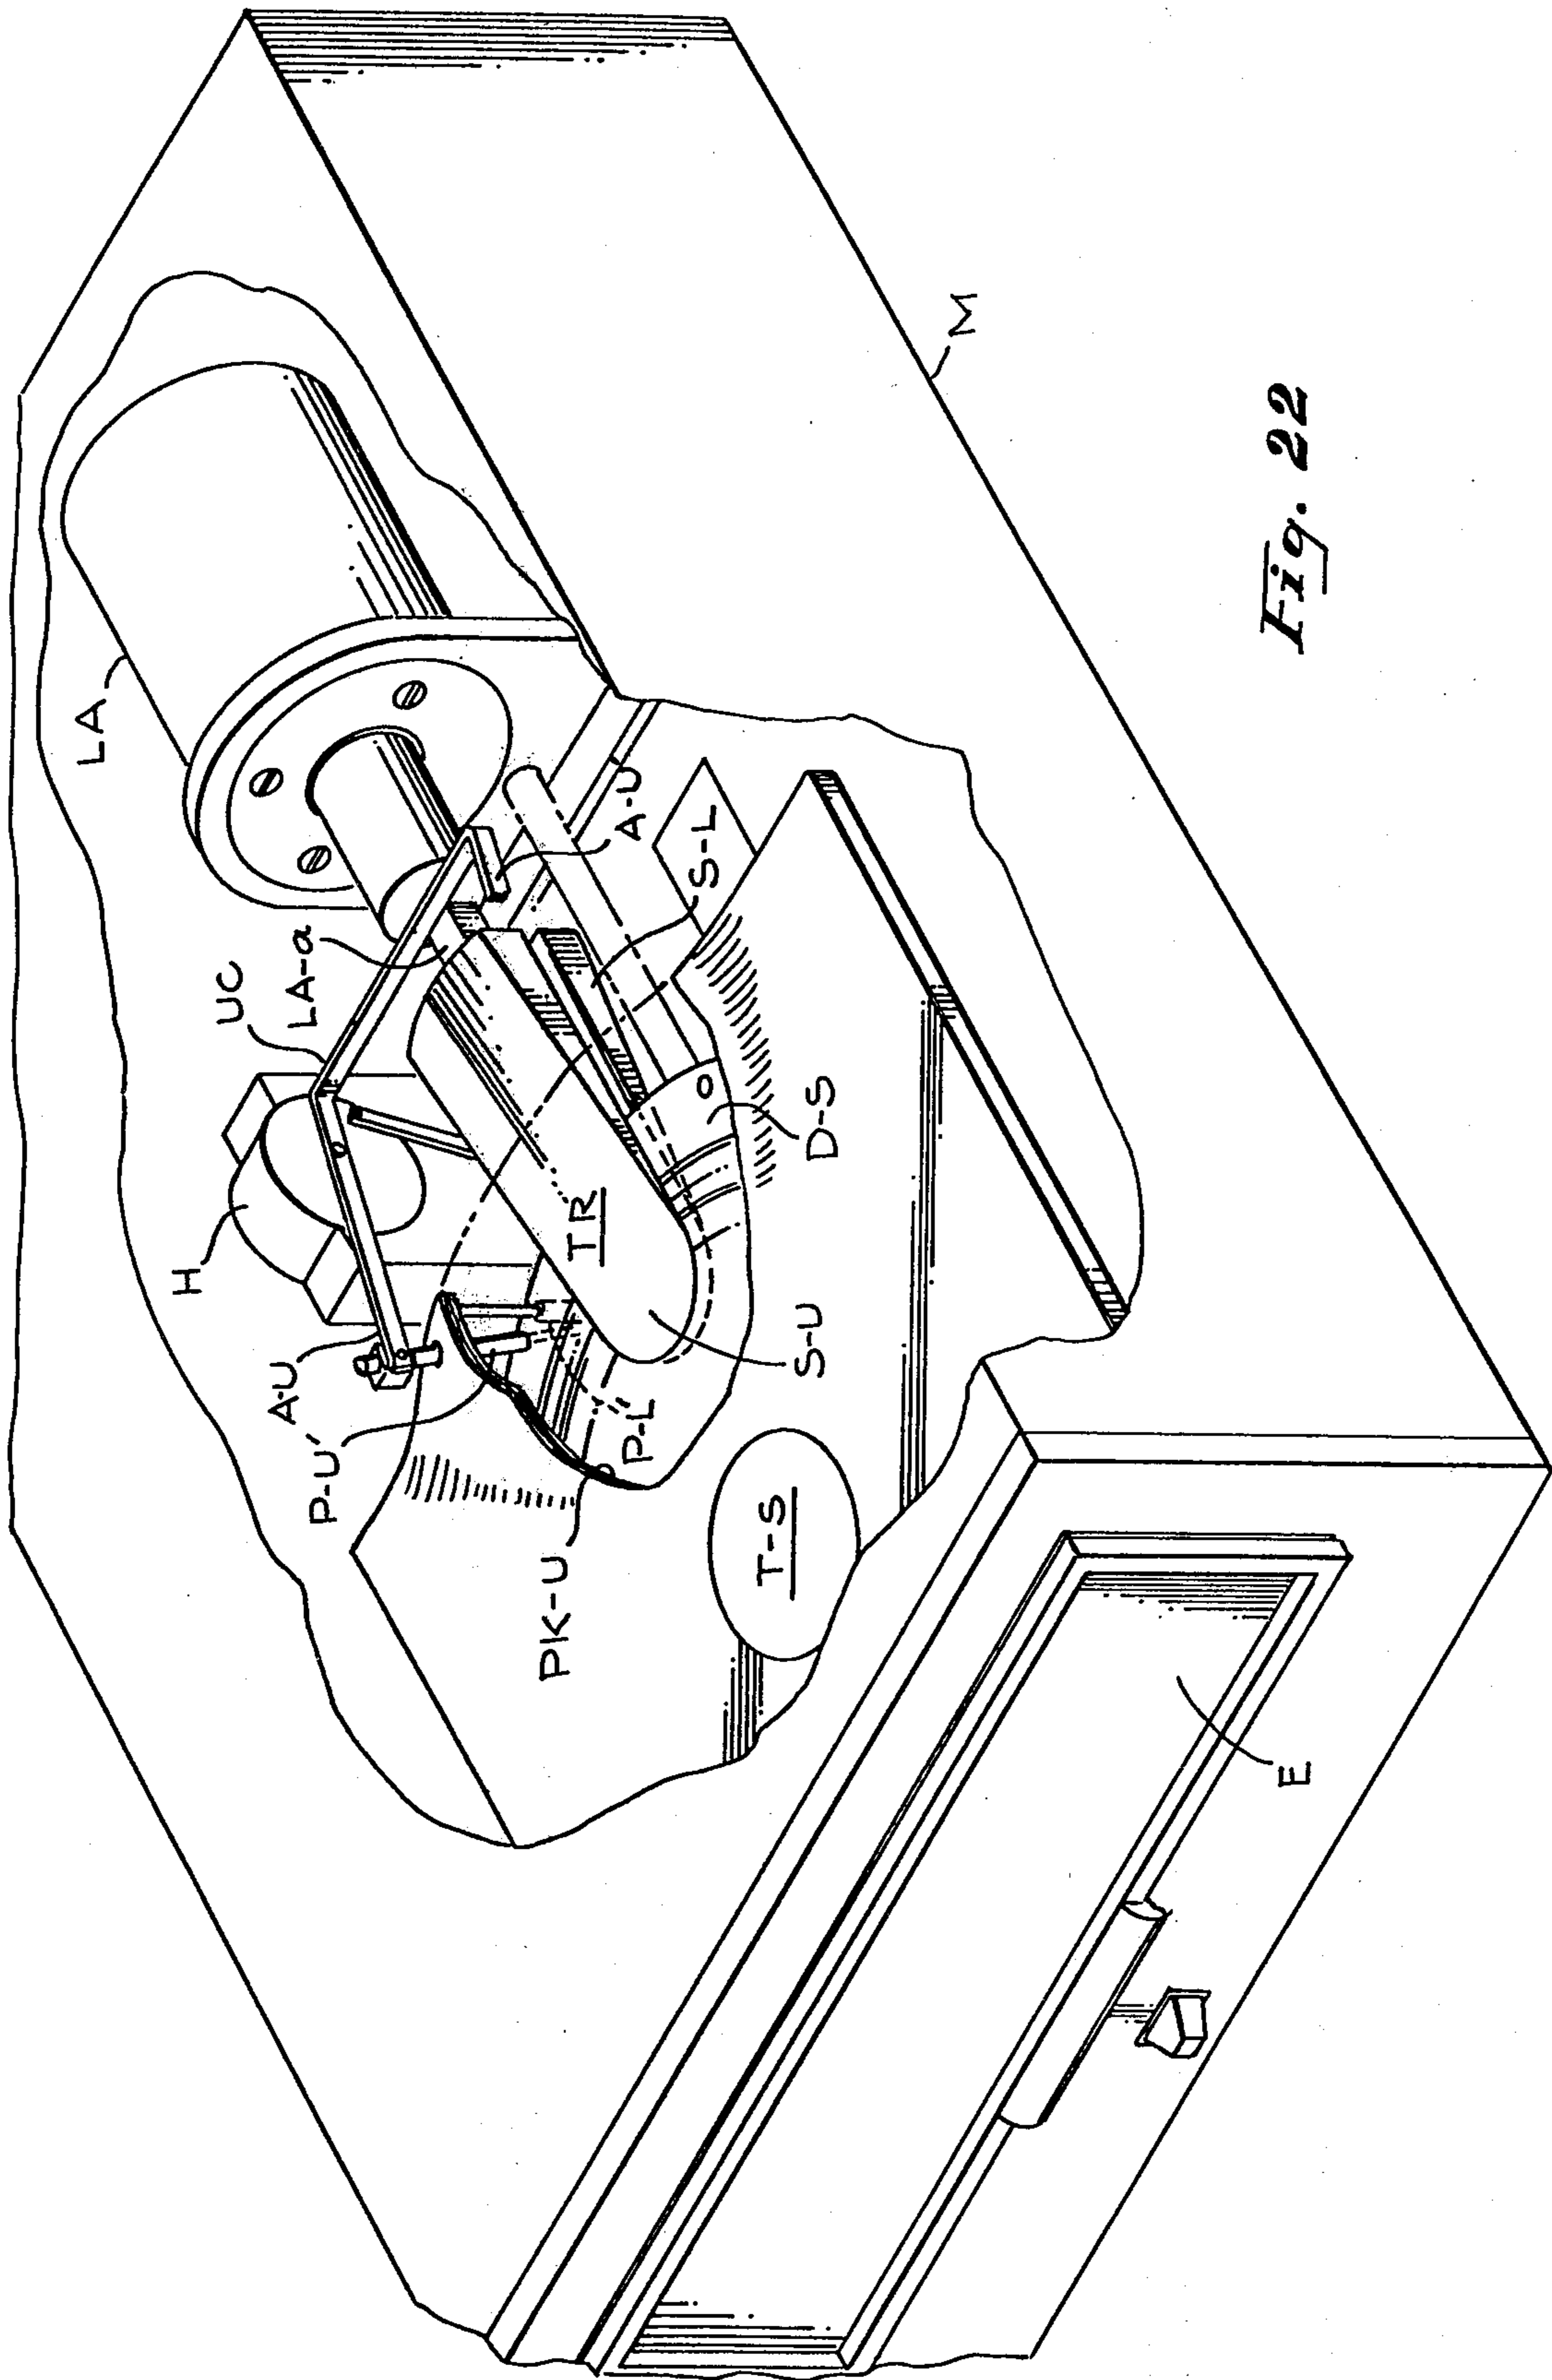 LA
UC
LA-a
H
A-U
P-U
PK-U
P-L
TR
A-U
S-L
D-S
S-U
T-S
M
E
Fig. 22